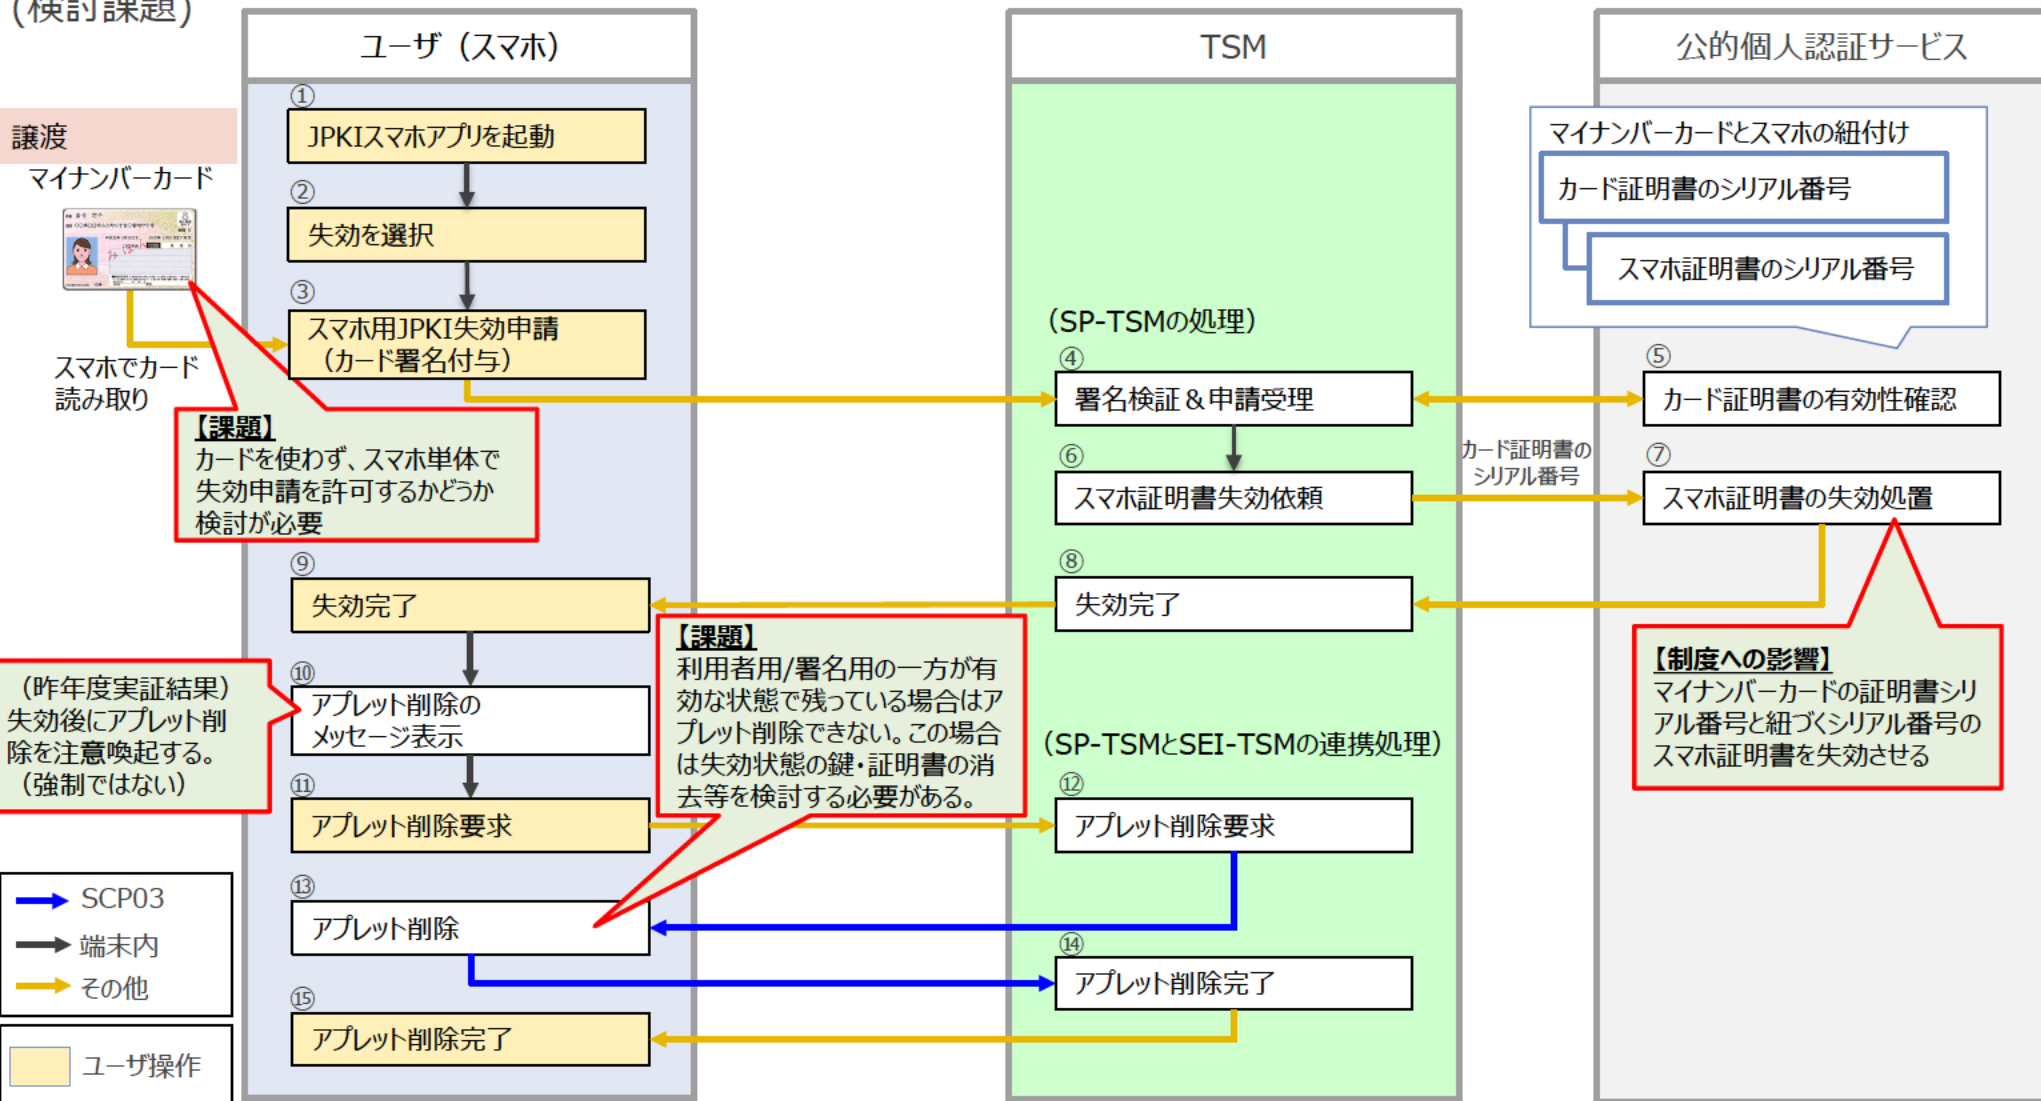 (検討課題)
ユーザ（スマホ）
TSM
公的個人認証サービス
譲渡
マイナンバーカード
スマホでカード
読み取り
①
JPKIスマホアプリを起動
②
失効を選択
③
スマホ用JPKI失効申請
（カード署名付与）
【課題】
カードを使わず、スマホ単体で
失効申請を許可するかどうか
検討が必要
（SP-TSMの処理）
④
署名検証＆申請受理
⑥
スマホ証明書失効依頼
カード証明書の
シリアル番号
マイナンバーカードとスマホの紐付け
カード証明書のシリアル番号
スマホ証明書のシリアル番号
⑤
カード証明書の有効性確認
⑦
スマホ証明書の失効処置
⑧
失効完了
⑨
失効完了
【制度への影響】
マイナンバーカードの証明書シリ
アル番号と紐づくシリアル番号の
スマホ証明書を失効させる
（昨年度実証結果）
失効後にアプレット削
除を注意喚起する。
（強制ではない）
⑩
アプレット削除の
メッセージ表示
【課題】
利用者用/署名用の一方が有
効な状態で残っている場合はア
プレット削除できない。この場合
は失効状態の鍵・証明書の消
去等を検討する必要がある。
⑪
アプレット削除要求
（SP-TSMとSEI-TSMの連携処理）
⑫
アプレット削除要求
⑬
アプレット削除
⑭
アプレット削除完了
⑮
アプレット削除完了
SCP03
端末内
その他
ユーザ操作